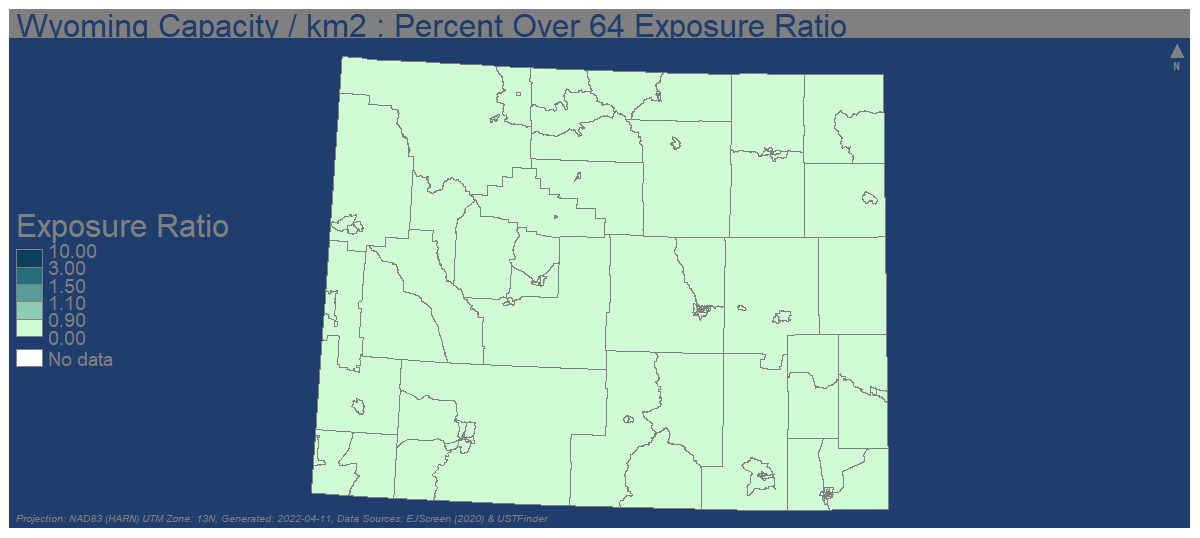 Wyoming Capacity / km2 : Percent Over 64 Exposure Ratio
N
Exposure Ratio
10.00
3.00
1.50
1.10
0.90
0.00
No data
Projection: NAD83 (HARN) UTM Zone: 13N, Generated: 2022-04-11, Data Sources: EJScreen (2020) & USTFinder